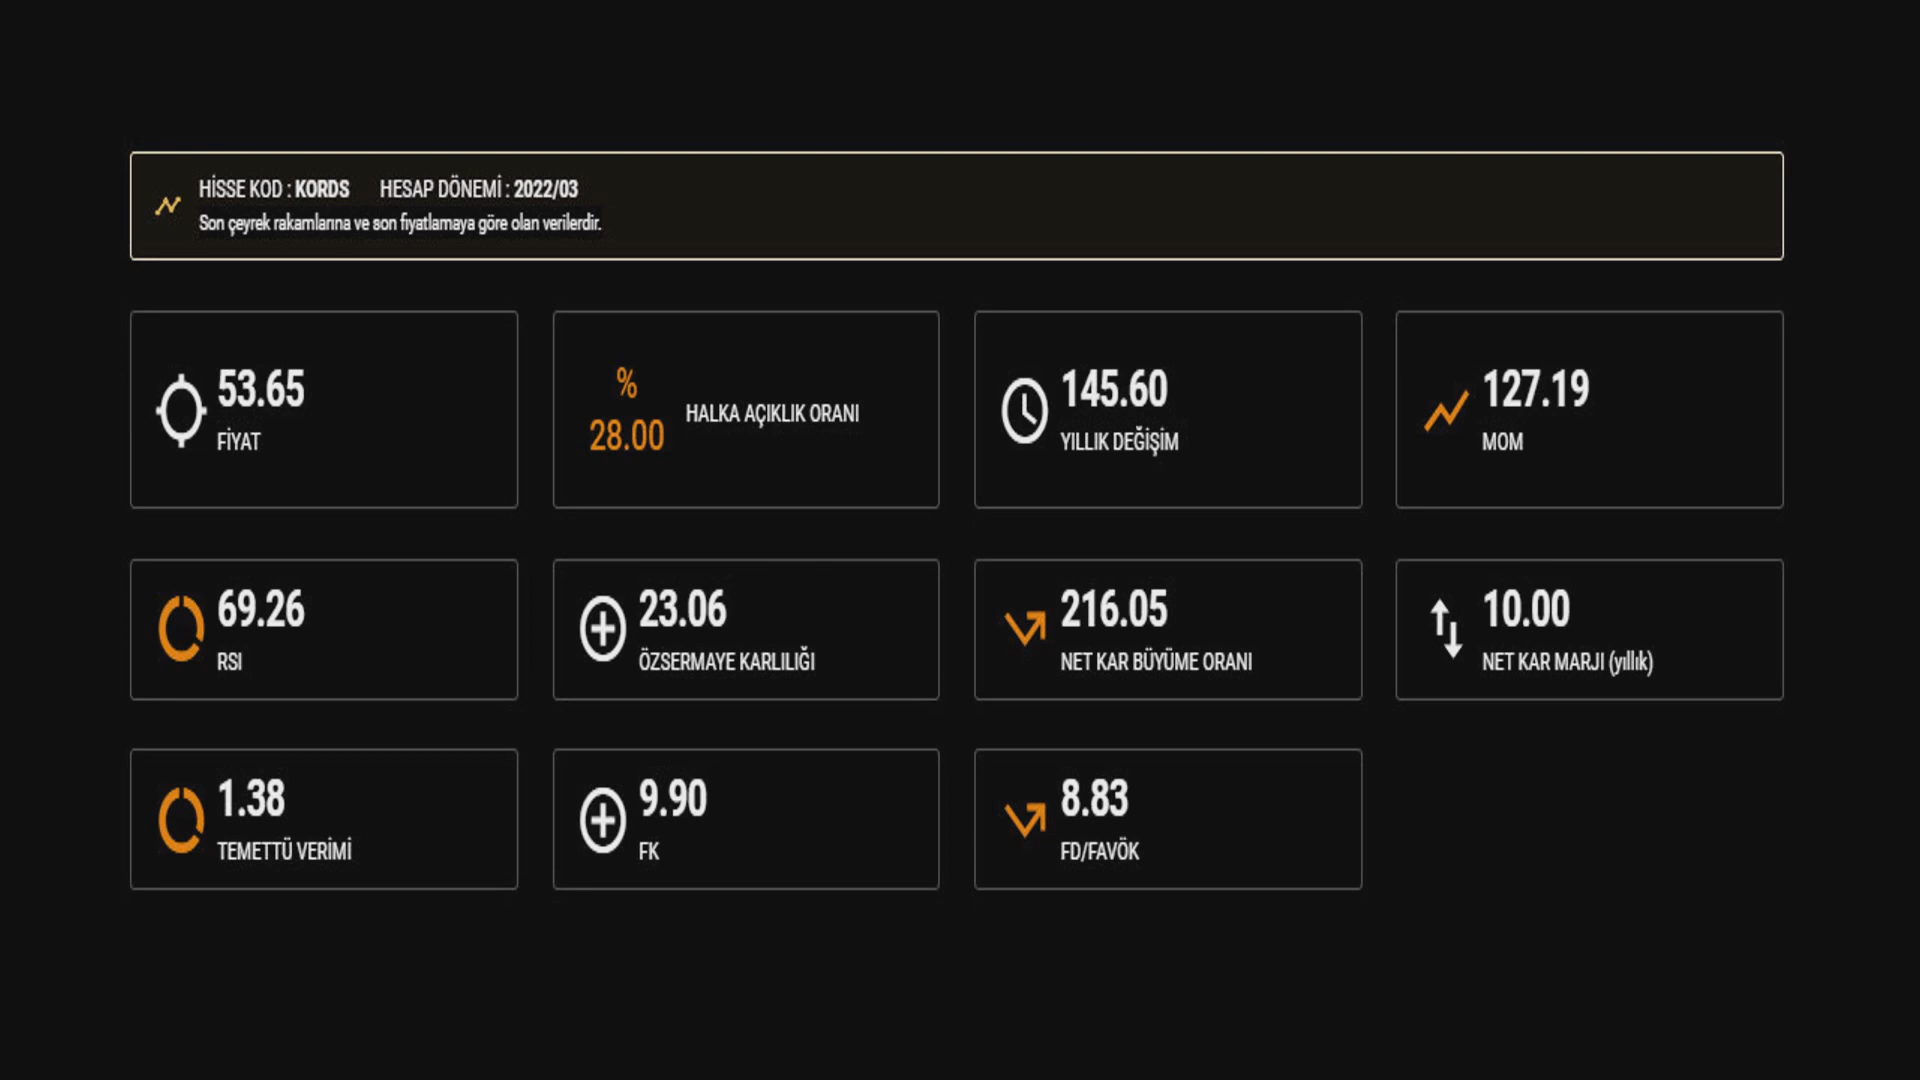 HİSSE KOD : KORDS HESAP DÖNEMİ : 2022/03
Son çeyrek rakamlarına ve son fiyatlamaya göre olan verilerdir.
53.65
FİYAT
%
28.00
HALKA AÇIKLIK ORANI
145.60
YILLIK DEĞİŞİM
127.19
MOM
69.26
RSI
23.06
ÖZSERMAYE KARLILIĞI
216.05
NET KAR BÜYÜME ORANI
10.00
NET KAR MARJI (yıllık)
1.38
TEMETTÜ VERİMİ
9.90
FK
8.83
FD/FAVÖK